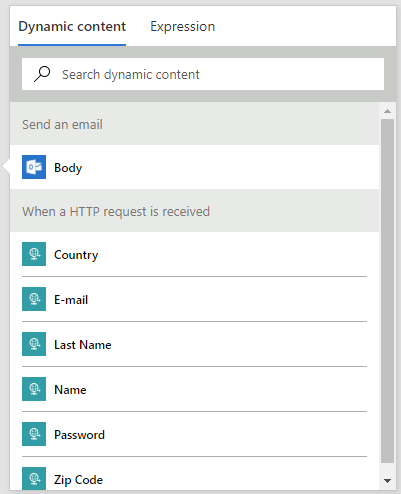 Dynamic content Expression
Search dynamic content
Send an email
Body
When a HTTP request is received
Country
E-mail
Last Name
Name
Password
Zip Code